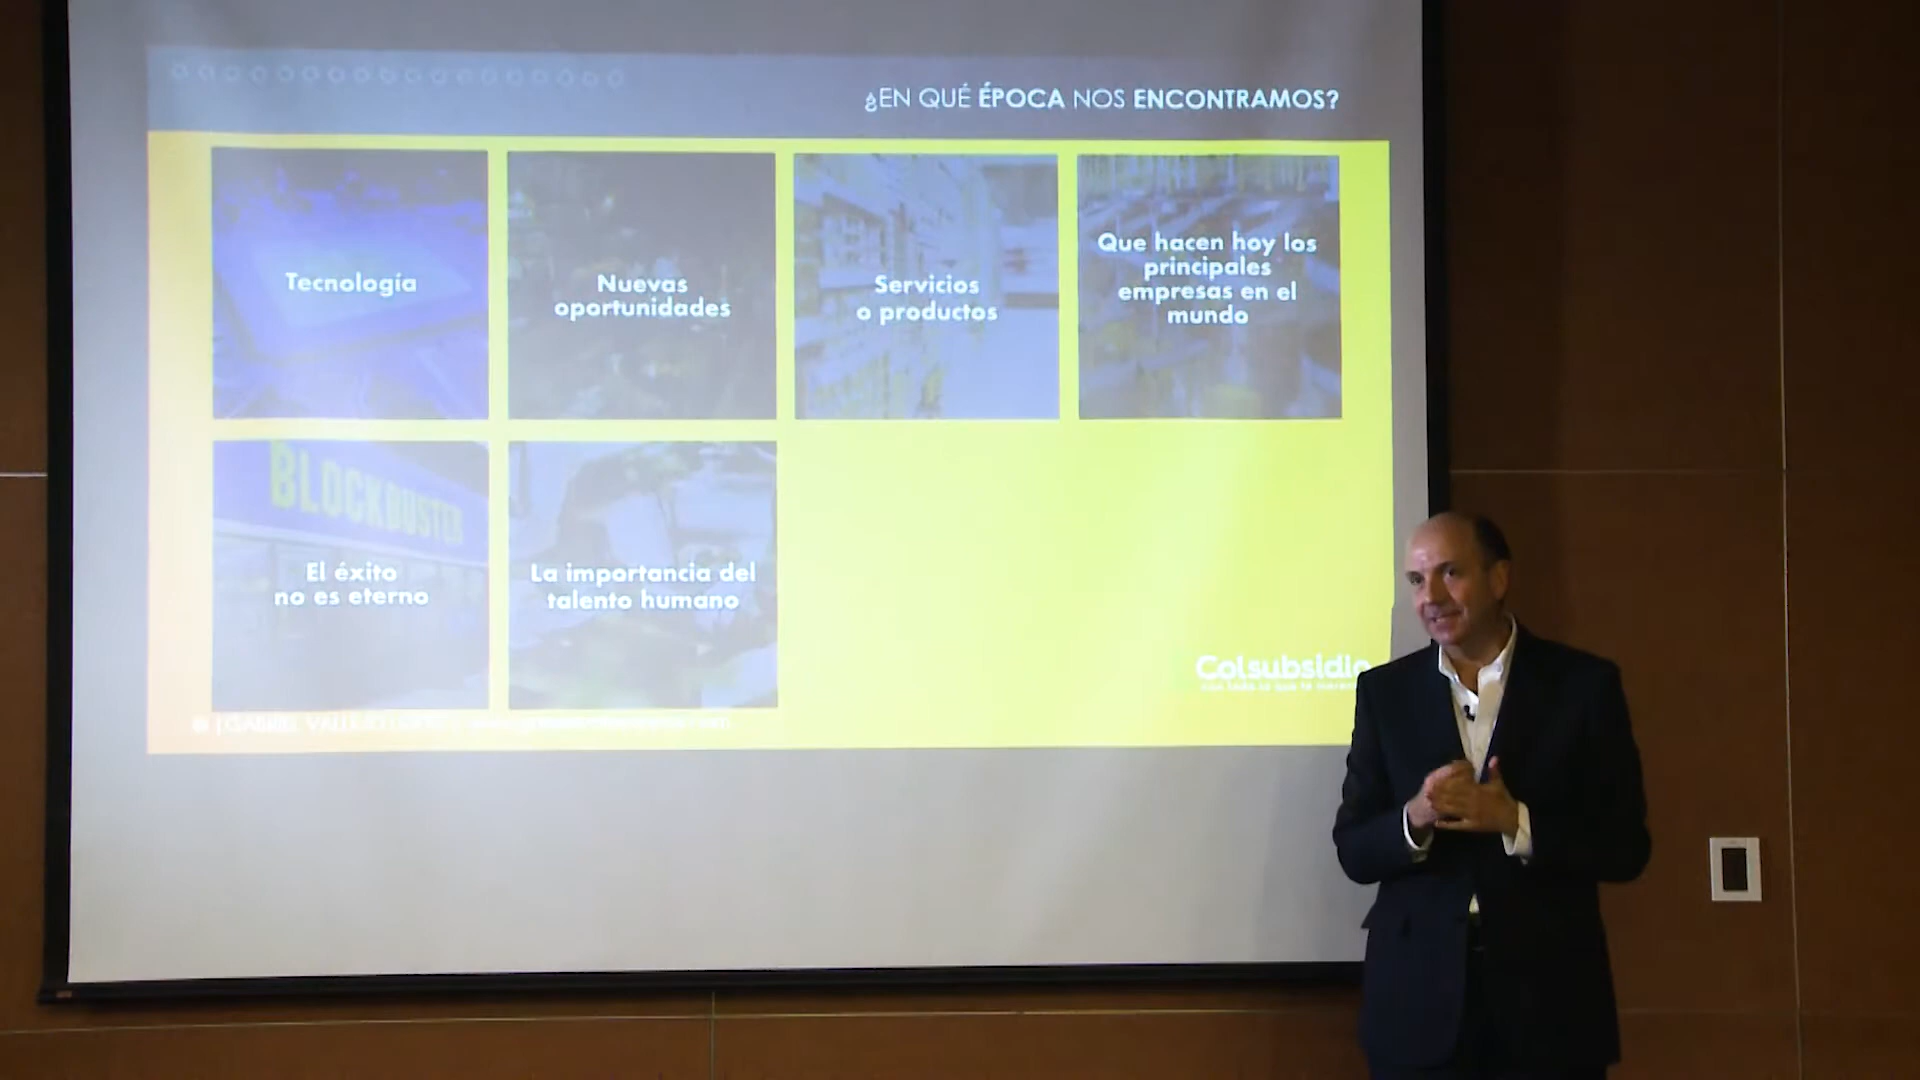 ¿EN QUÉ ÉPOCA NOS ENCONTRAMOS?
Tecnología
Nuevas
oportunidades
Servicios
o productos
Que hacen hoy los
principales
empresas en el
mundo
BLOCKBUSTER
El éxito
no es eterno
La importancia del
talento humano
Colsubsidio
GABRIEL